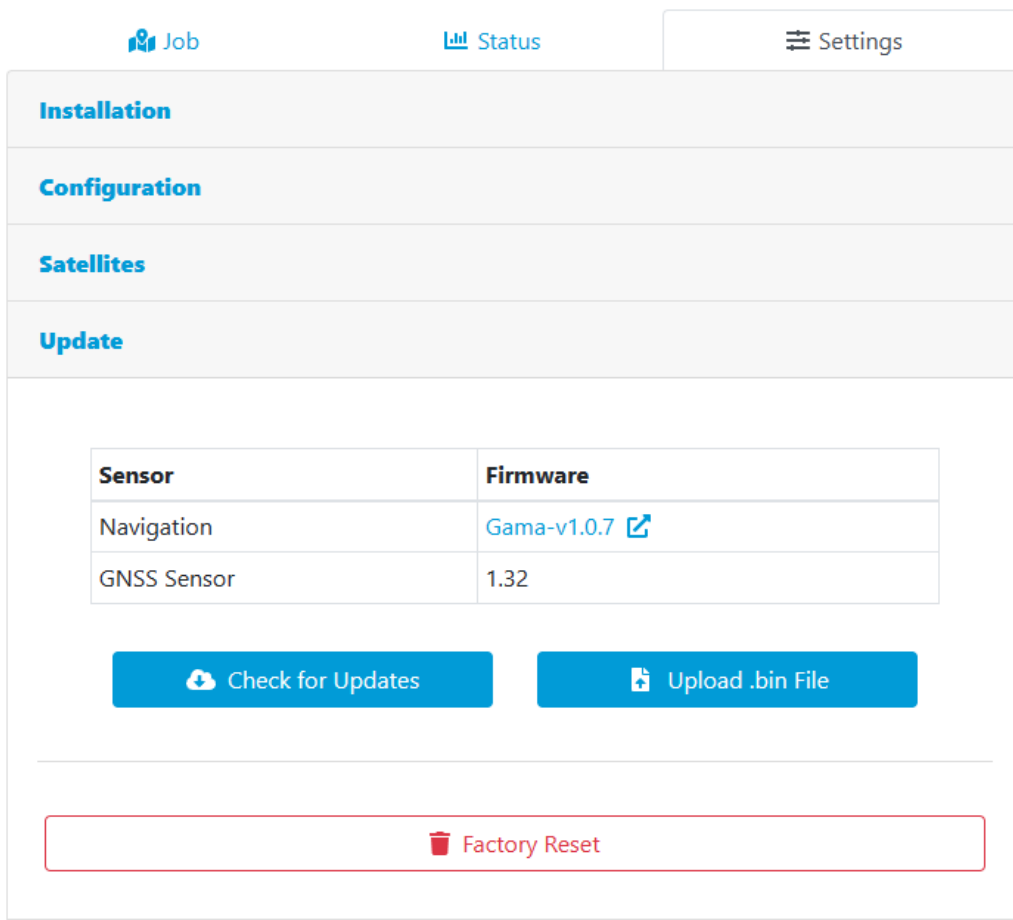 Job Status Settings
Installation
Configuration
Satellites
Update
Sensor Firmware
Navigation Gama-v1.0.7
GNSS Sensor 1.32
Check for Updates Upload .bin File
Factory Reset